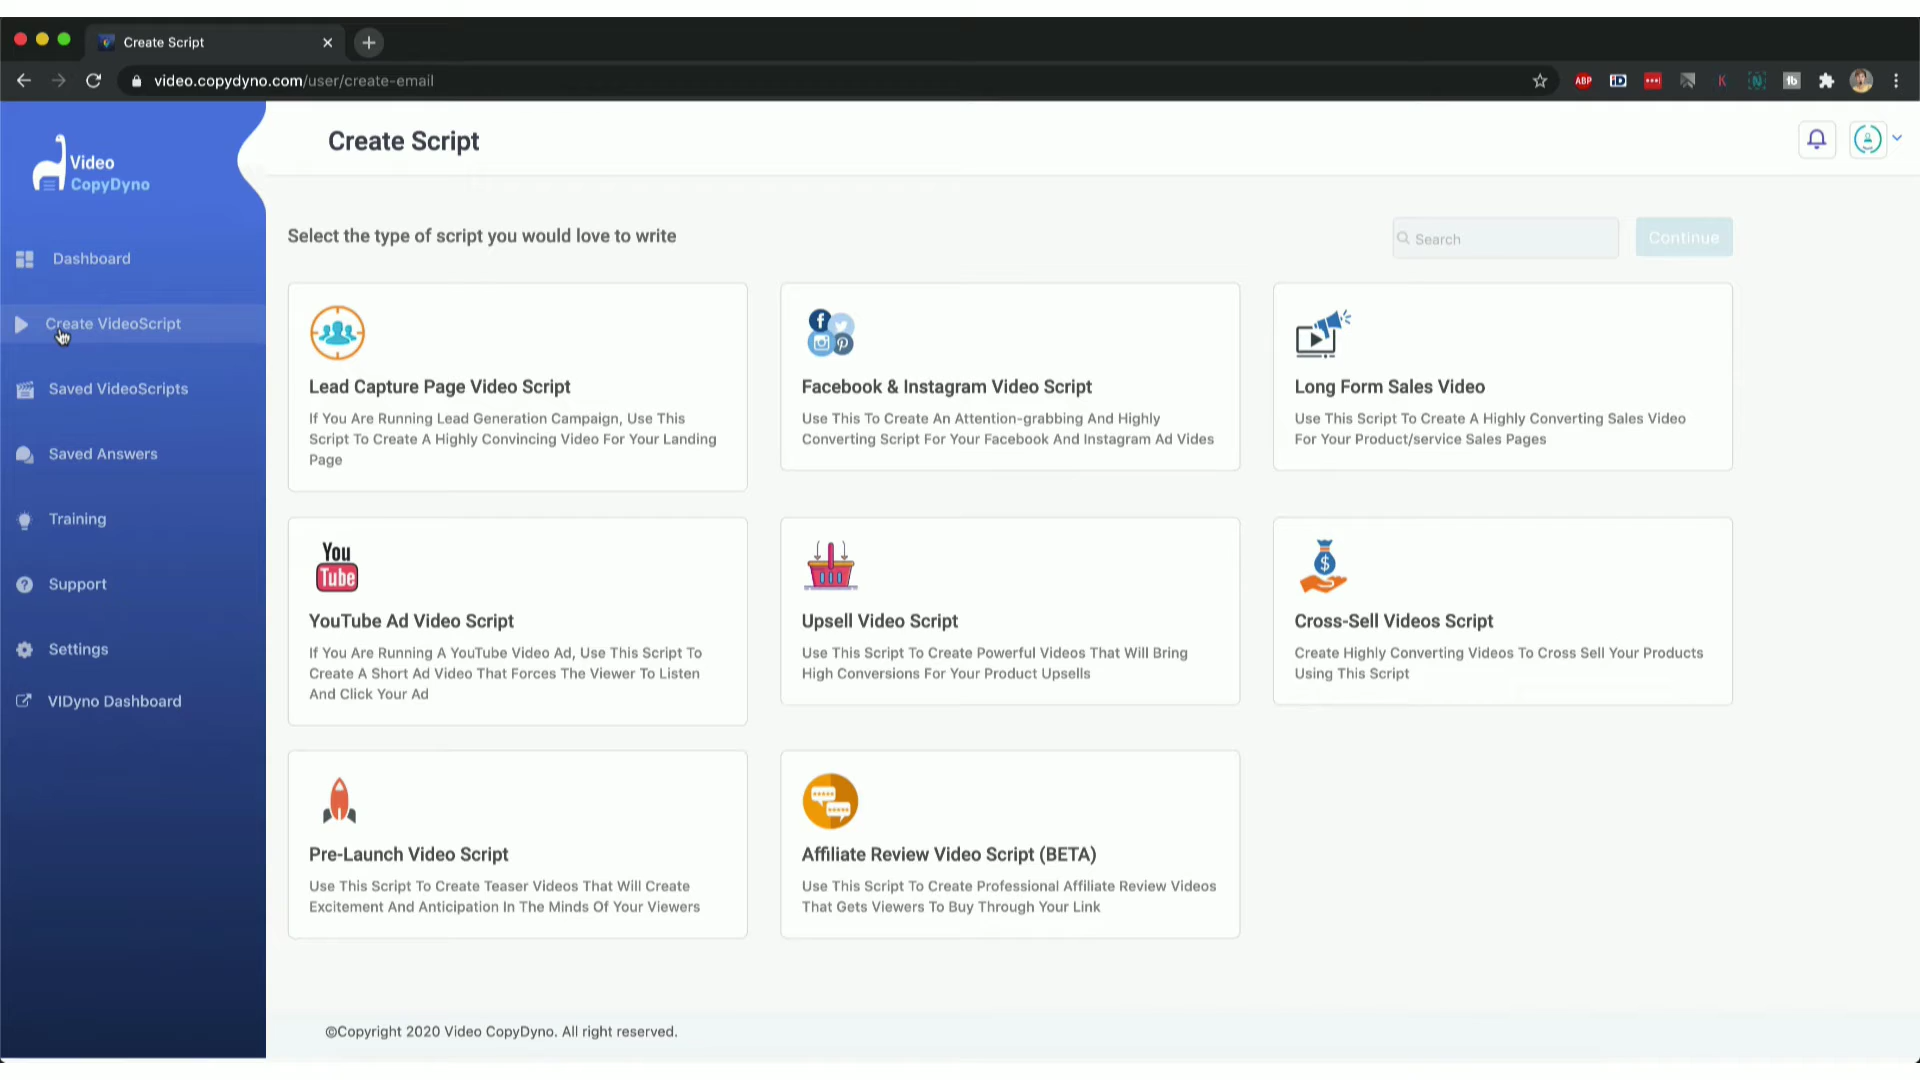 Create Script
video.copydyno.com/user/create-email
ABP
Video
CopyDyno
Create Script
Dashboard
Create VideoScript
Saved VideoScripts
Saved Answers
Training
Support
Settings
VIDyno Dashboard
Select the type of script you would love to write
Search
Continue
Lead Capture Page Video Script
If You Are Running Lead Generation Campaign, Use This
Script To Create A Highly Convincing Video For Your Landing
Page
Facebook & Instagram Video Script
Use This To Create An Attention-grabbing And Highly
Converting Script For Your Facebook And Instagram Ad Vides
Long Form Sales Video
Use This Script To Create A Highly Converting Sales Video
For Your Product/service Sales Pages
You
Tube
YouTube Ad Video Script
If You Are Running A YouTube Video Ad, Use This Script To
Create A Short Ad Video That Forces The Viewer To Listen
And Click Your Ad
Upsell Video Script
Use This Script To Create Powerful Videos That Will Bring
High Conversions For Your Product Upsells
Cross-Sell Videos Script
Create Highly Converting Videos To Cross Sell Your Products
Using This Script
Pre-Launch Video Script
Use This Script To Create Teaser Videos That Will Create
Excitement And Anticipation In The Minds Of Your Viewers
Affiliate Review Video Script (BETA)
Use This Script To Create Professional Affiliate Review Videos
That Gets Viewers To Buy Through Your Link
©Copyright 2020 Video CopyDyno. All right reserved.